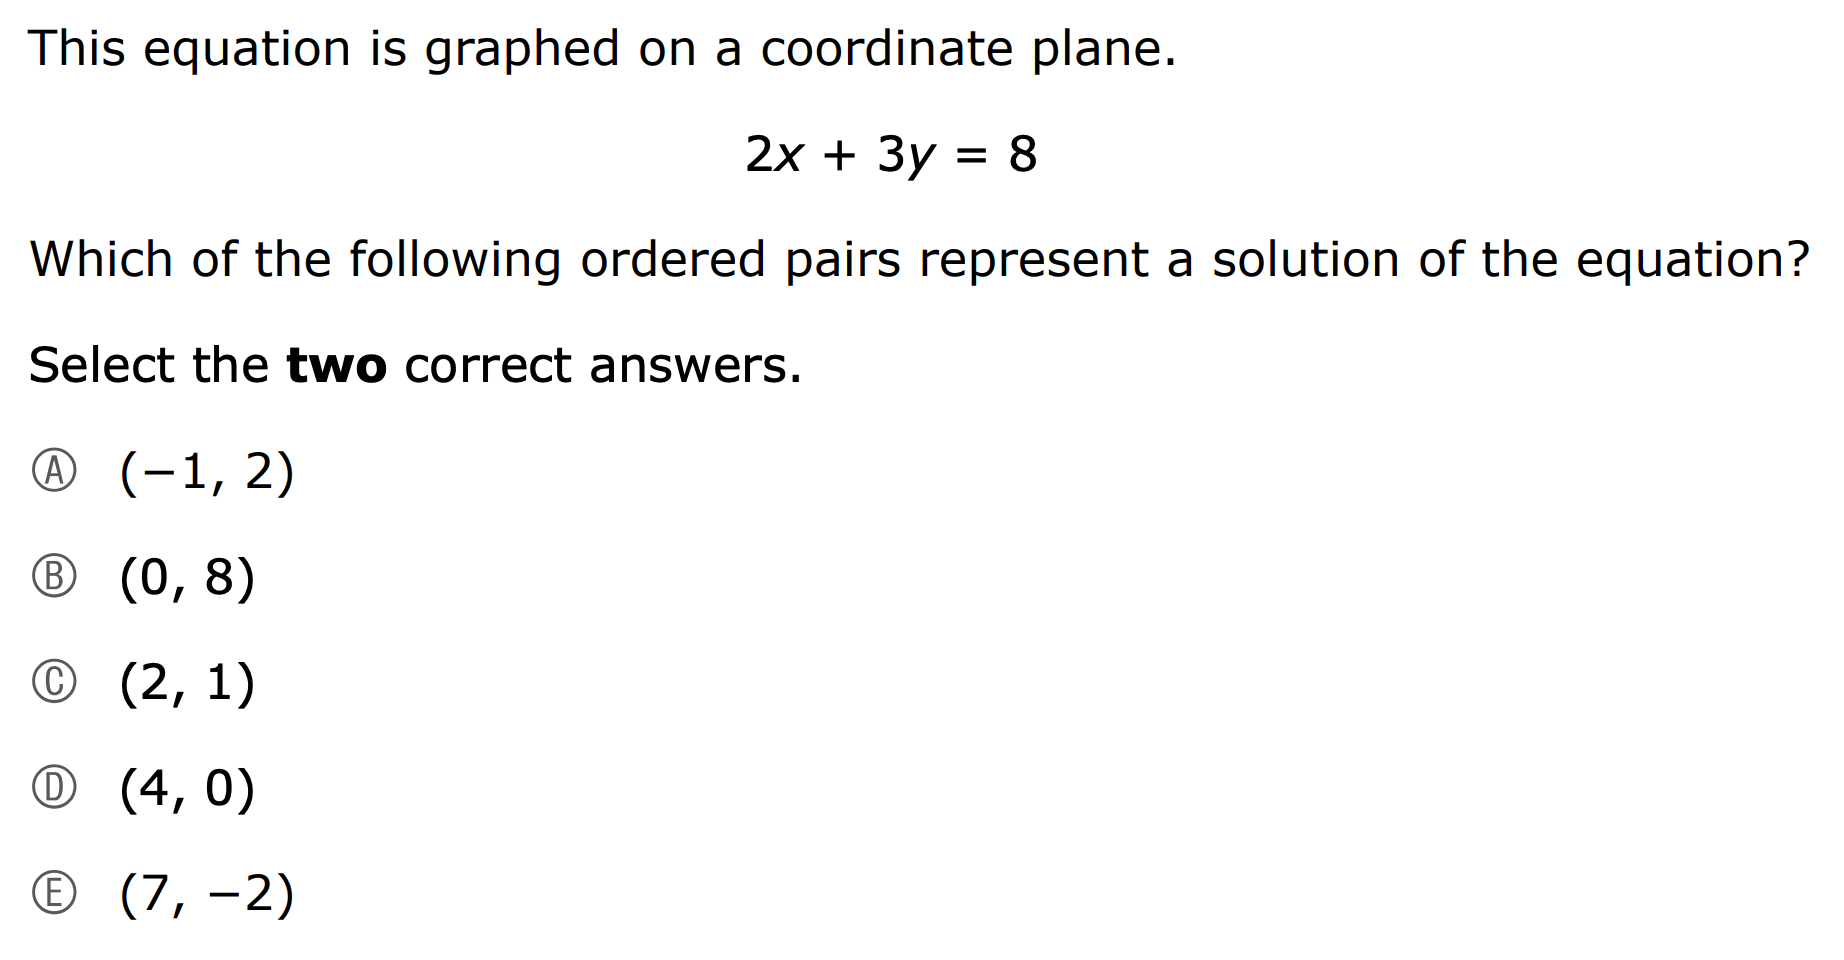 This equation is graphed on a coordinate plane.
2x + 3y = 8
Which of the following ordered pairs represent a solution of the equation?
Select the two correct answers.
Ⓐ (−1, 2)
Ⓑ (0, 8)
Ⓒ (2, 1)
Ⓓ (4, 0)
Ⓔ (7, −2)